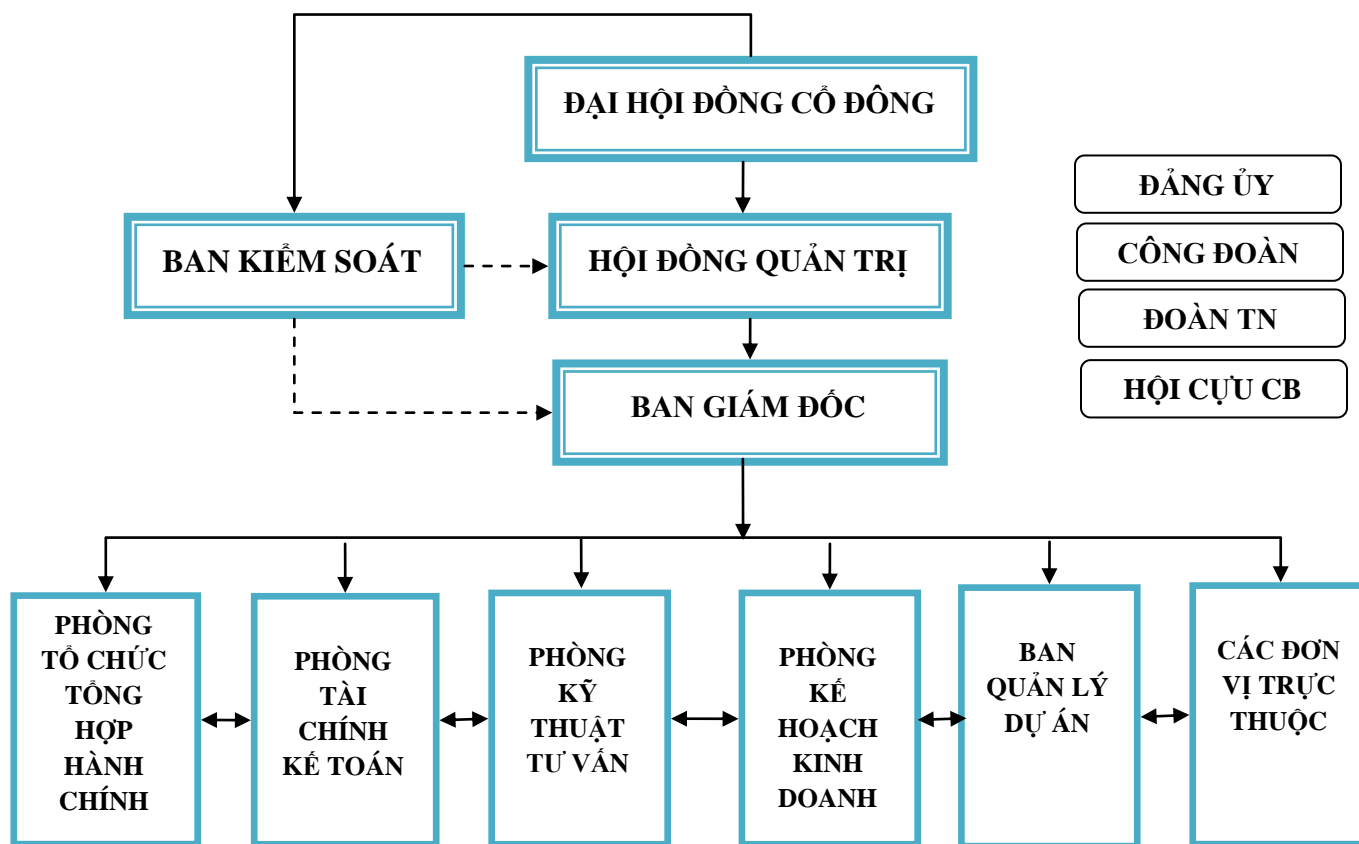 ĐẠI HỘI ĐỒNG CỔ ĐÔNG
ĐẢNG ỦY
BAN KIỂM SOÁT
HỘI ĐỒNG QUẢN TRỊ
CÔNG ĐOÀN
ĐOÀN TN
BAN GIÁM ĐỐC
HỘI CỰU CB
PHÒNG
TỔ CHỨC
TỔNG
HỢP
HÀNH
CHÍNH
PHÒNG
TÀI
CHÍNH
KẾ TOÁN
PHÒNG
KỸ
THUẬT
TƯ VẤN
PHÒNG
KẾ
HOẠCH
KINH
DOANH
BAN
QUẢN LÝ
DỰ ÁN
CÁC ĐƠN
VỊ TRỰC
THUỘC